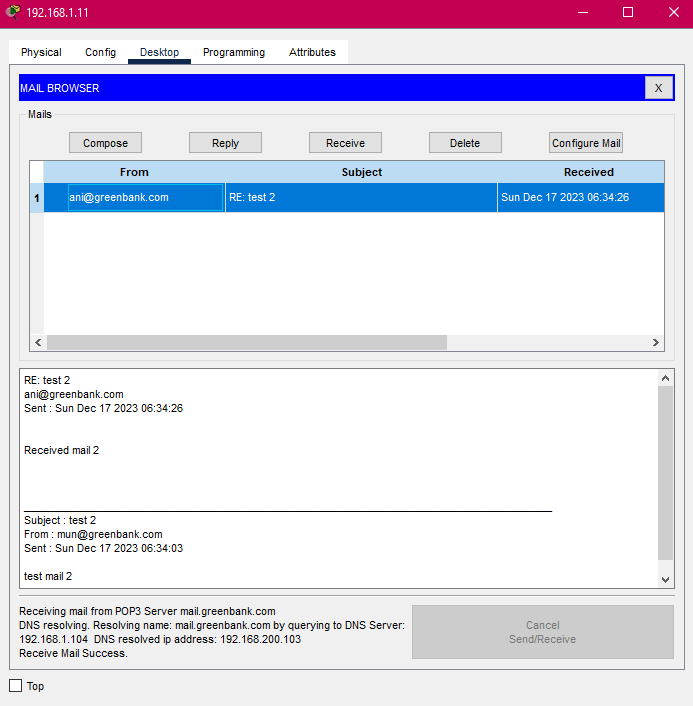 192.168.1.11
Physical Config Desktop Programming Attributes
MAIL BROWSER X
Mails
Compose Reply Receive Delete Configure Mail
From Subject Received
1 ani@greenbank.com RE: test 2 Sun Dec 17 2023 06:34:26
RE: test 2
ani@greenbank.com
Sent : Sun Dec 17 2023 06:34:26
Received mail 2
Subject : test 2
From : mun@greenbank.com
Sent : Sun Dec 17 2023 06:34:03
test mail 2
Receiving mail from POP3 Server mail.greenbank.com
DNS resolving. Resolving name: mail.greenbank.com by querying to DNS Server:
192.168.1.104  DNS resolved ip address: 192.168.200.103
Receive Mail Success.
Cancel
Send/Receive
Top